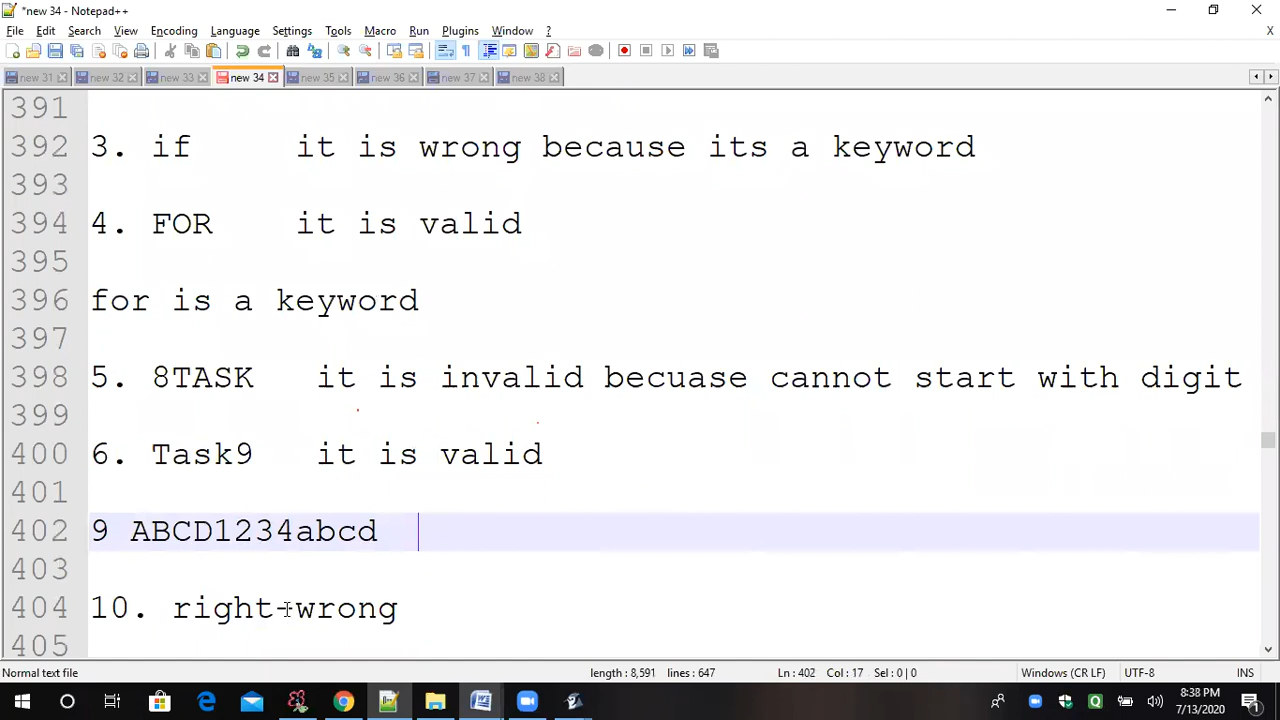 *new 34 - Notepad++
File Edit Search View Encoding Language Settings Tools Macro Run Plugins Window ?
X
new 31 new 32 new 33 new 34 new 35 new 36 new 37 new 38
391
392 3. if it is wrong because its a keyword
393
394 4. FOR it is valid
395
396 for is a keyword
397
398 5. 8TASK it is invalid becuase cannot start with digit
399
400 6. Task9 it is valid
401
402 9 ABCD1234abcd
403
404 10. right-wrong
405
Normal text file length : 8,591 lines : 647 Ln : 402 Col : 17 Sel : 0 | 0 Windows (CR LF) UTF-8 INS
8:38 PM
7/13/2020